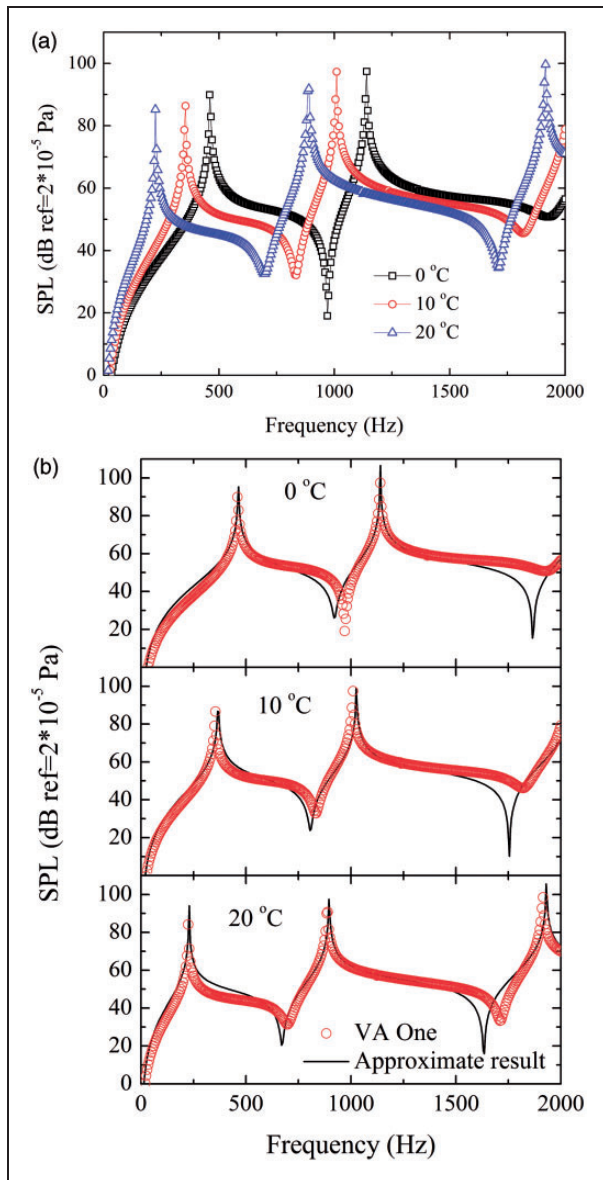 (a)
100
80
60
40
20
0
SPL (dB ref=2*10⁻⁵ Pa)
0 °C
10 °C
20 °C
0 500 1000 1500 2000
Frequency (Hz)
(b)
100
80
60
40
20
0 °C
100
80
60
40
20
10 °C
100
80
60
40
20
0
20 °C
VA One
Approximate result
SPL (dB ref=2*10⁻⁵ Pa)
0 500 1000 1500 2000
Frequency (Hz)